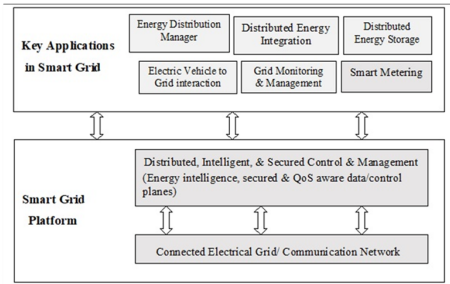 Key Applications
in Smart Grid
Energy Distribution
Manager
Distributed Energy
Integration
Distributed
Energy Storage
Electric Vehicle to
Grid interaction
Grid Monitoring
& Management
Smart Metering
Smart Grid
Platform
Distributed, Intelligent, & Secured Control & Management
(Energy intelligence, secured & QoS aware data/control
planes)
Connected Electrical Grid/ Communication Network